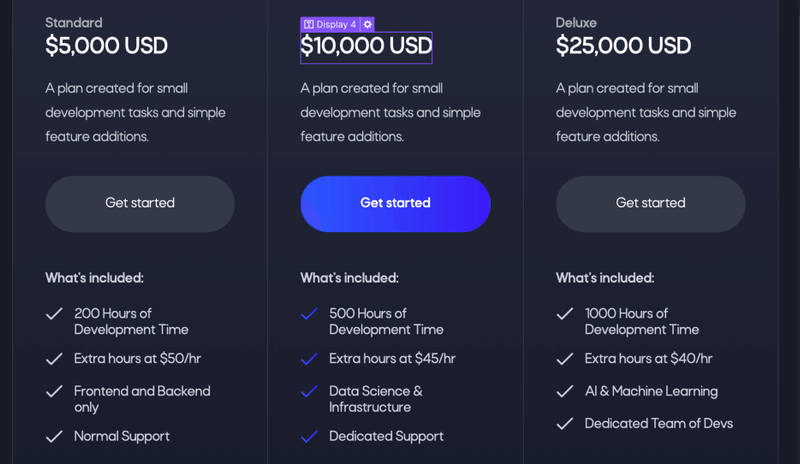 Standard
$5,000 USD
A plan created for small
development tasks and simple
feature additions.
Get started
What's included:
200 Hours of
Development Time
Extra hours at $50/hr
Frontend and Backend
only
Normal Support
Display 4
$10,000 USD
A plan created for small
development tasks and simple
feature additions.
Get started
What's included:
500 Hours of
Development Time
Extra hours at $45/hr
Data Science &
Infrastructure
Dedicated Support
Deluxe
$25,000 USD
A plan created for small
development tasks and simple
feature additions.
Get started
What's included:
1000 Hours of
Development Time
Extra hours at $40/hr
AI & Machine Learning
Dedicated Team of Devs